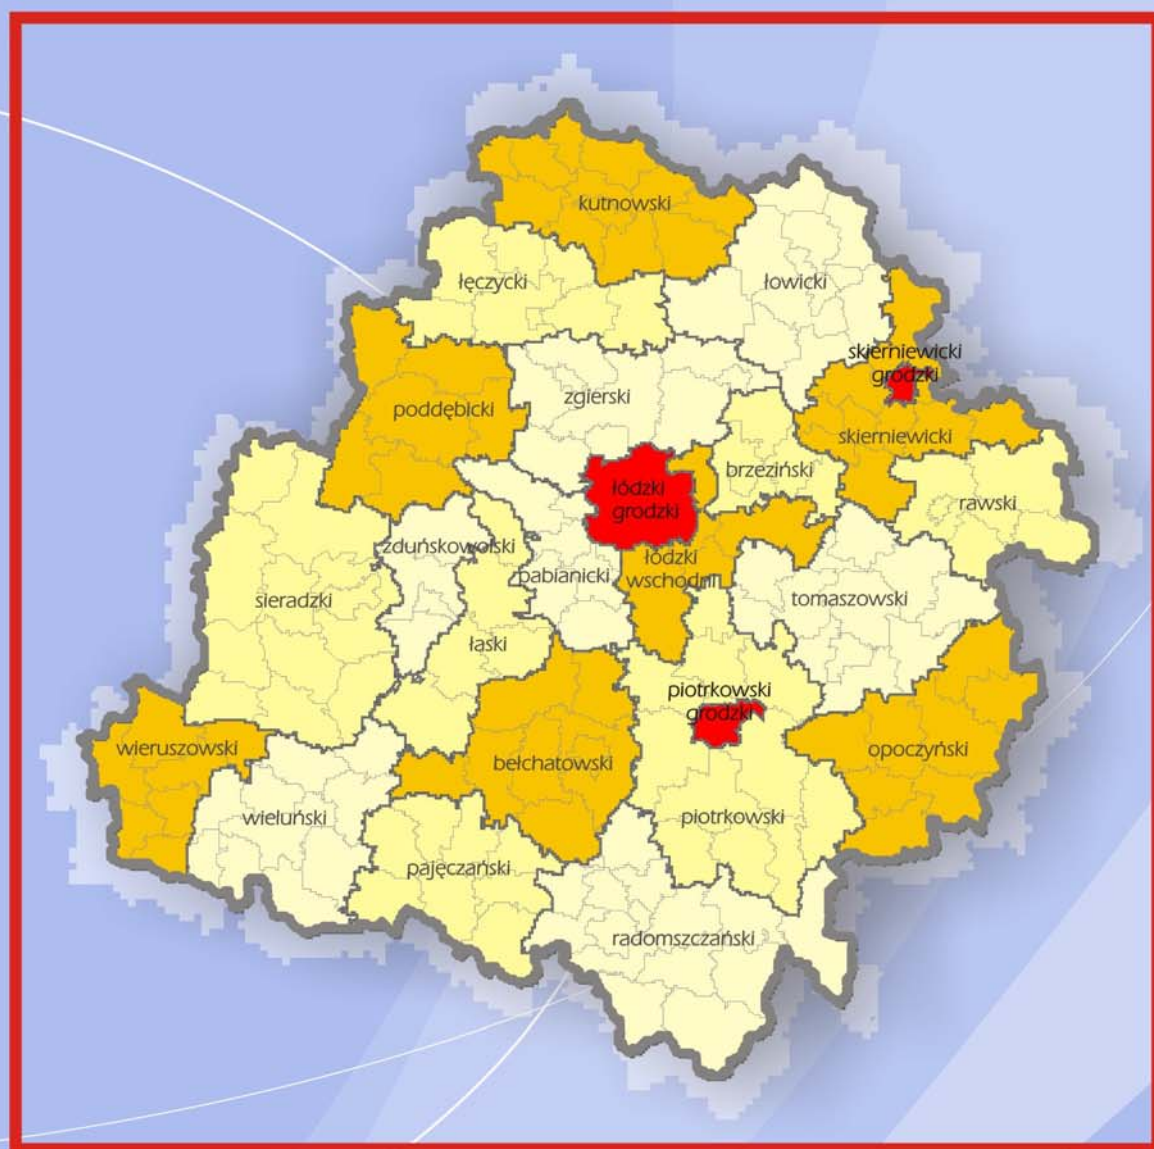 kutnowski
łęczycki
łowicki
skierniewicki
grodzki
zgierski
poddębicki
skierniewicki
brzeziński
łódzki
grodzki
rawski
zduńskowolski
łódzki
wschodni
pabianicki
sieradzki
tomaszowski
łaski
piotrkowski
grodzki
wieruszowski
opoczyński
bełchatowski
wieluński
piotrkowski
pajęczański
radomszczański